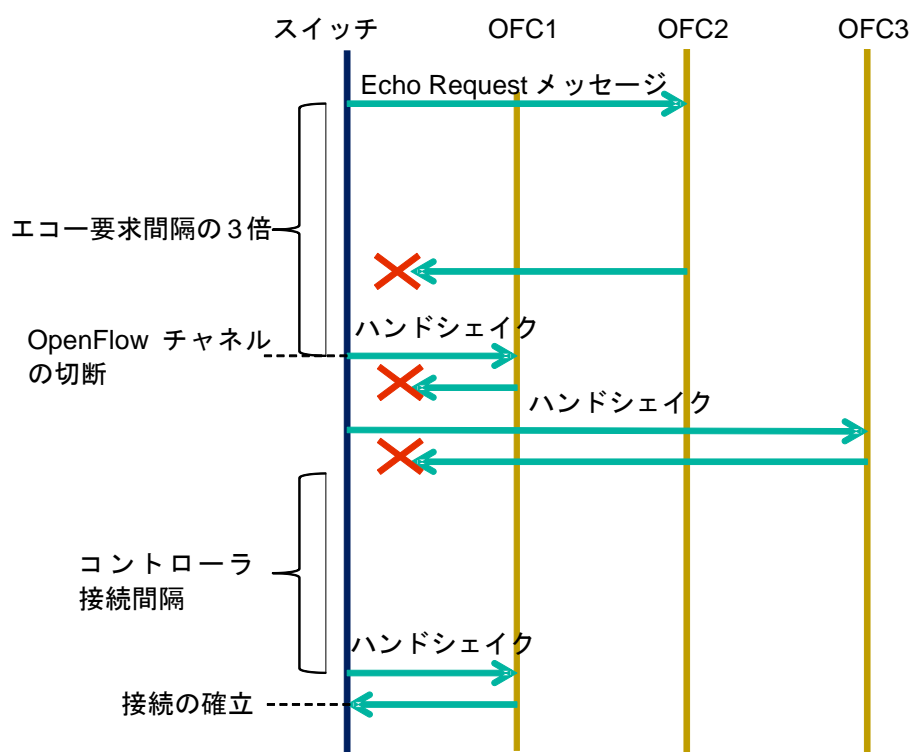 スイッチ
OFC1
OFC2
OFC3
Echo Request メッセージ
エコー要求間隔の3倍
ハンドシェイク
OpenFlow チャネル
の切断
ハンドシェイク
コントローラ
接続間隔
ハンドシェイク
接続の確立